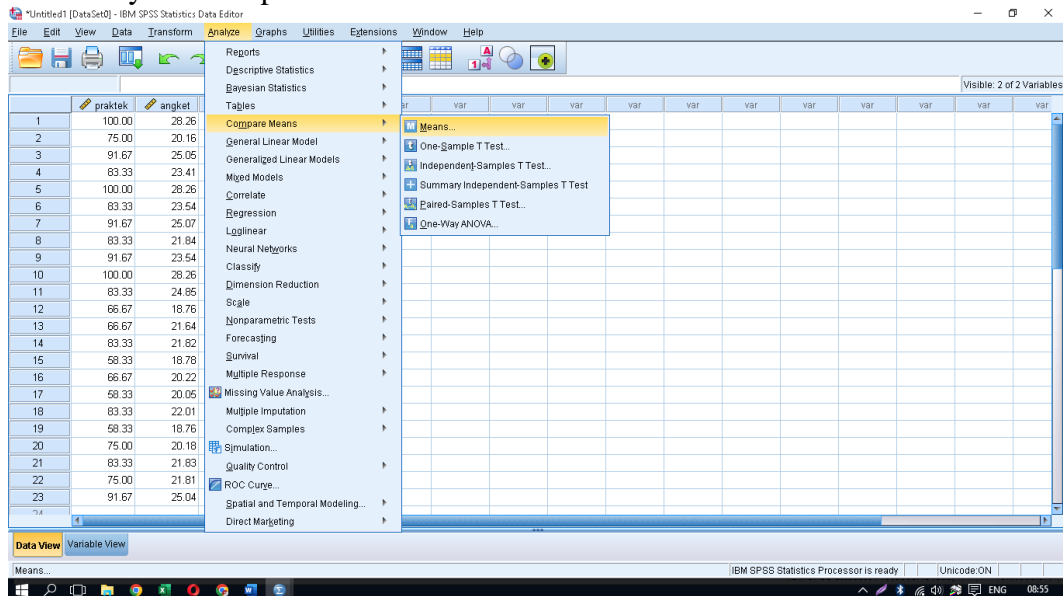 *Untitled1 [DataSet0] - IBM SPSS Statistics Data Editor
File Edit View Data Transform Analyze Graphs Utilities Extensions Window Help
Visible: 2 of 2 Variables
praktek angket var var var var var var var var var var
1 100.00 28.26
2 75.00 20.16
3 91.67 25.05
4 83.33 23.41
5 100.00 28.26
6 83.33 23.54
7 91.67 25.07
8 83.33 21.84
9 91.67 23.54
10 100.00 28.26
11 83.33 24.85
12 66.67 18.76
13 66.67 21.64
14 83.33 21.82
15 58.33 18.78
16 66.67 20.22
17 58.33 20.05
18 83.33 22.01
19 58.33 18.76
20 75.00 20.18
21 83.33 21.83
22 75.00 21.81
23 91.67 25.04
24
Reports
Descriptive Statistics
Bayesian Statistics
Tables
Compare Means
General Linear Model
Generalized Linear Models
Mixed Models
Correlate
Regression
Loglinear
Neural Networks
Classify
Dimension Reduction
Scale
Nonparametric Tests
Forecasting
Survival
Multiple Response
Missing Value Analysis...
Multiple Imputation
Complex Samples
Simulation...
Quality Control
ROC Curve...
Spatial and Temporal Modeling...
Direct Marketing
Means...
One-Sample T Test...
Independent-Samples T Test...
Summary Independent-Samples T Test
Paired-Samples T Test...
One-Way ANOVA...
Data View Variable View
Means... IBM SPSS Statistics Processor is ready Unicode:ON
ENG 08:55